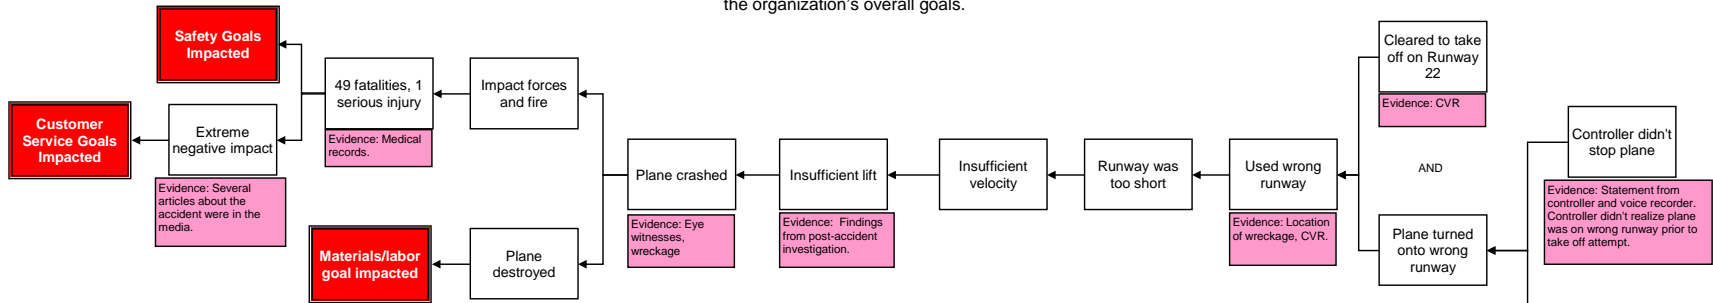 the organization's overall goals.
Safety Goals
Impacted
Customer
Service Goals
Impacted
Extreme
negative impact
Evidence: Several
articles about the
accident were in the
media.
49 fatalities, 1
serious injury
Evidence: Medical
records.
Impact forces
and fire
Materials/labor
goal impacted
Plane
destroyed
Plane crashed
Evidence: Eye
witnesses,
wreckage
Insufficient lift
Evidence: Findings
from post-accident
investigation.
Insufficient
velocity
Runway was
too short
Used wrong
runway
Evidence: Location
of wreckage, CVR.
Cleared to take
off on Runway
22
Evidence: CVR
AND
Plane turned
onto wrong
runway
Controller didn't
stop plane
Evidence: Statement from
controller and voice recorder.
Controller didn't realize plane
was on wrong runway prior to
take off attempt.